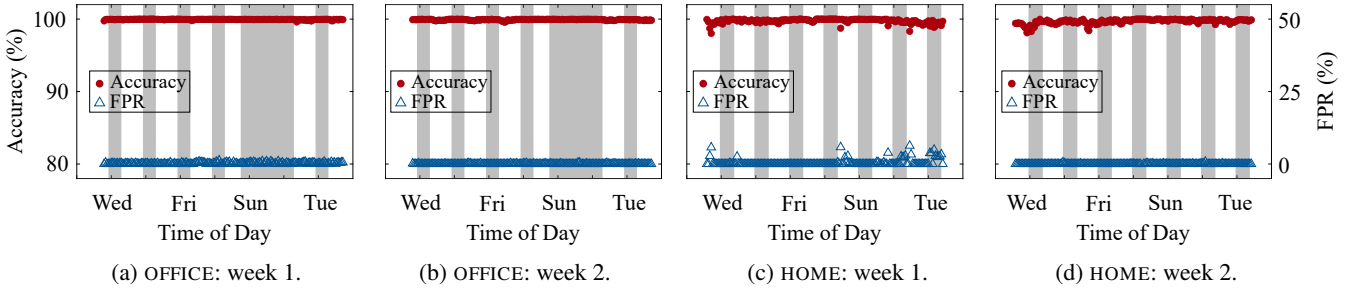 Accuracy (%)
100
90
80
Accuracy
FPR
Wed Fri Sun Tue
Time of Day
(a) OFFICE: week 1.
Accuracy
FPR
Wed Fri Sun Tue
Time of Day
(b) OFFICE: week 2.
Accuracy
FPR
Wed Fri Sun Tue
Time of Day
(c) HOME: week 1.
Accuracy
FPR
50
25
0
FPR (%)
Wed Fri Sun Tue
Time of Day
(d) HOME: week 2.